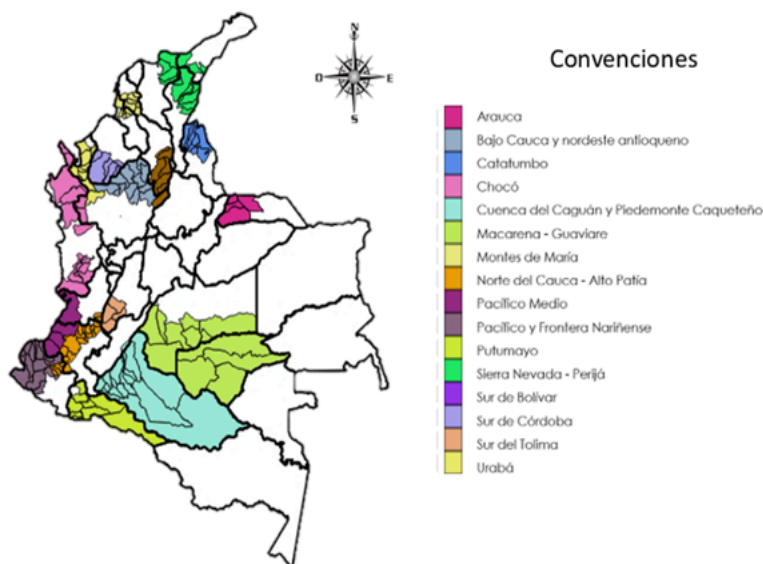 N
O E
S
Convenciones
Arauca
Bajo Cauca y nordeste antioqueno
Catatumbo
Chocó
Cuenca del Caguán y Piedemonte Caqueteño
Macarena - Guaviare
Montes de María
Norte del Cauca - Alto Patía
Pacífico Medio
Pacífico y Frontera Nariñense
Putumayo
Sierra Nevada - Perijá
Sur de Bolívar
Sur de Córdoba
Sur del Tolima
Urabá